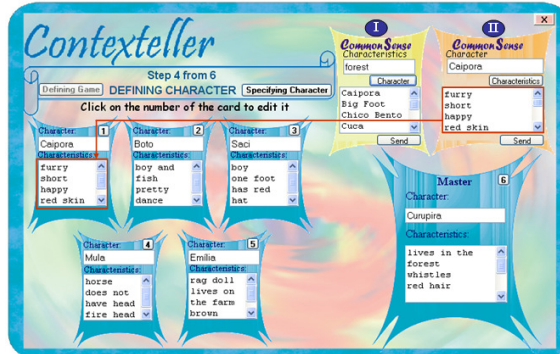 X
Contexteller
Step 4 from 6
Defining Game DEFINING CHARACTER Specifying Character
Click on the number of the card to edit it
I
Common Sense
Characteristics
forest
Character
Caipora
Big Foot
Chico Bento
Cuca
Send
II
Common Sense
Character
Caipora
Characteristics
furry
short
happy
red skin
Send
Character: 1
Caipora
Characteristics:
furry
short
happy
red skin
Character: 2
Boto
Characteristics:
boy and
fish
pretty
dance
Character: 3
Saci
Characteristics:
boy
one foot
has red
hat
Character: 4
Mula
Characteristics:
horse
does not
have head
fire head
Character: 5
Emilia
Characteristics:
rag doll
lives on
the farm
brown
Master 6
Character:
Curupira
Characteristics:
lives in the
forest
whistles
red hair